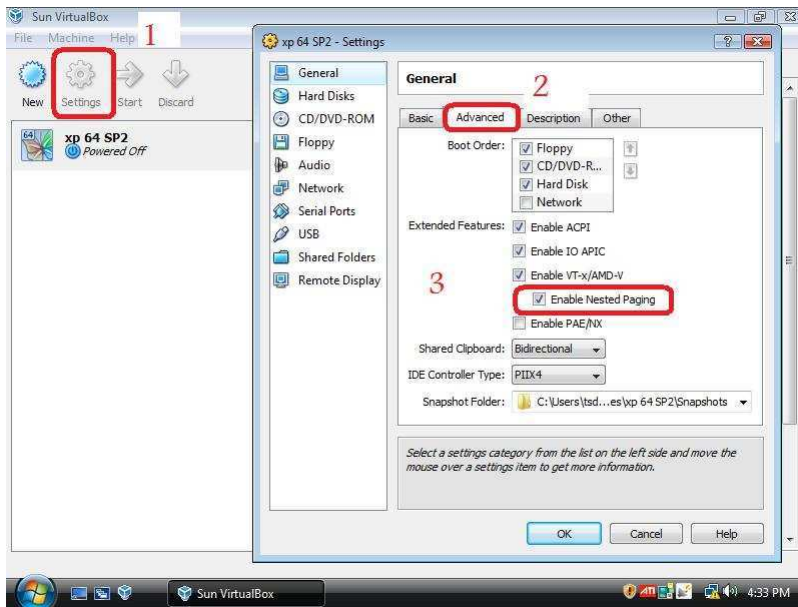 Sun VirtualBox
File Machine Help
1
New Settings Start Discard
64
xp 64 SP2
Powered Off
xp 64 SP2 - Settings
General
Hard Disks
CD/DVD-ROM
Floppy
Audio
Network
Serial Ports
USB
Shared Folders
Remote Display
General
2
Basic Advanced Description Other
Boot Order:
Floppy
CD/DVD-R...
Hard Disk
Network
Extended Features:
Enable ACPI
Enable IO APIC
Enable VT-x/AMD-V
3
Enable Nested Paging
Enable PAE/NX
Shared Clipboard: Bidirectional
IDE Controller Type: PIIX4
Snapshot Folder: C:\Users\tsd...es\xp 64 SP2\Snapshots
Select a settings category from the list on the left side and move the
mouse over a settings item to get more information.
OK Cancel Help
Sun VirtualBox
ATI
4:33 PM